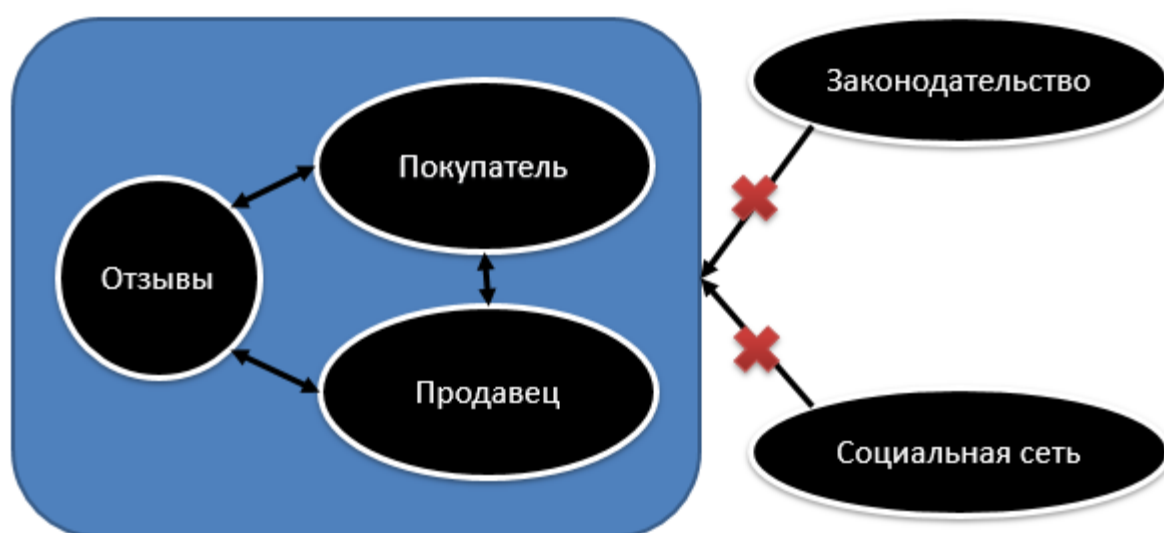 Законодательство
Покупатель
Отзывы
Продавец
Социальная сеть